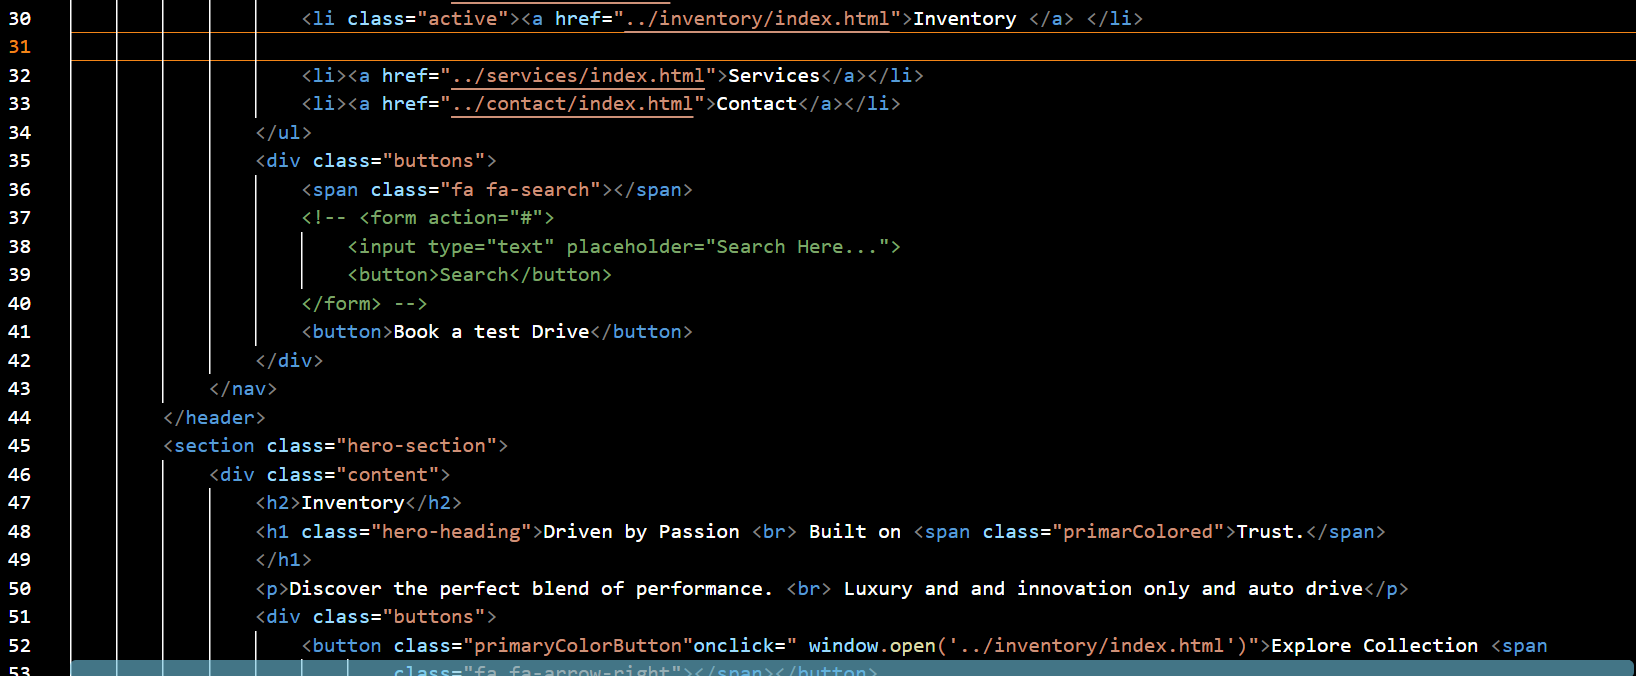 30 <li class="active"><a href="../inventory/index.html">Inventory </a> </li>
31
32 <li><a href="../services/index.html">Services</a></li>
33 <li><a href="../contact/index.html">Contact</a></li>
34 </ul>
35 <div class="buttons">
36 <span class="fa fa-search"></span>
37 <!-- <form action="#">
38 <input type="text" placeholder="Search Here...">
39 <button>Search</button>
40 </form> -->
41 <button>Book a test Drive</button>
42 </div>
43 </nav>
44 </header>
45 <section class="hero-section">
46 <div class="content">
47 <h2>Inventory</h2>
48 <h1 class="hero-heading">Driven by Passion <br> Built on <span class="primarColored">Trust.</span>
49 </h1>
50 <p>Discover the perfect blend of performance. <br> Luxury and and innovation only and auto drive</p>
51 <div class="buttons">
52 <button class="primaryColorButton"onclick=" window.open('../inventory/index.html')">Explore Collection <span
53 class="fa fa-arrow-right"></span></button>